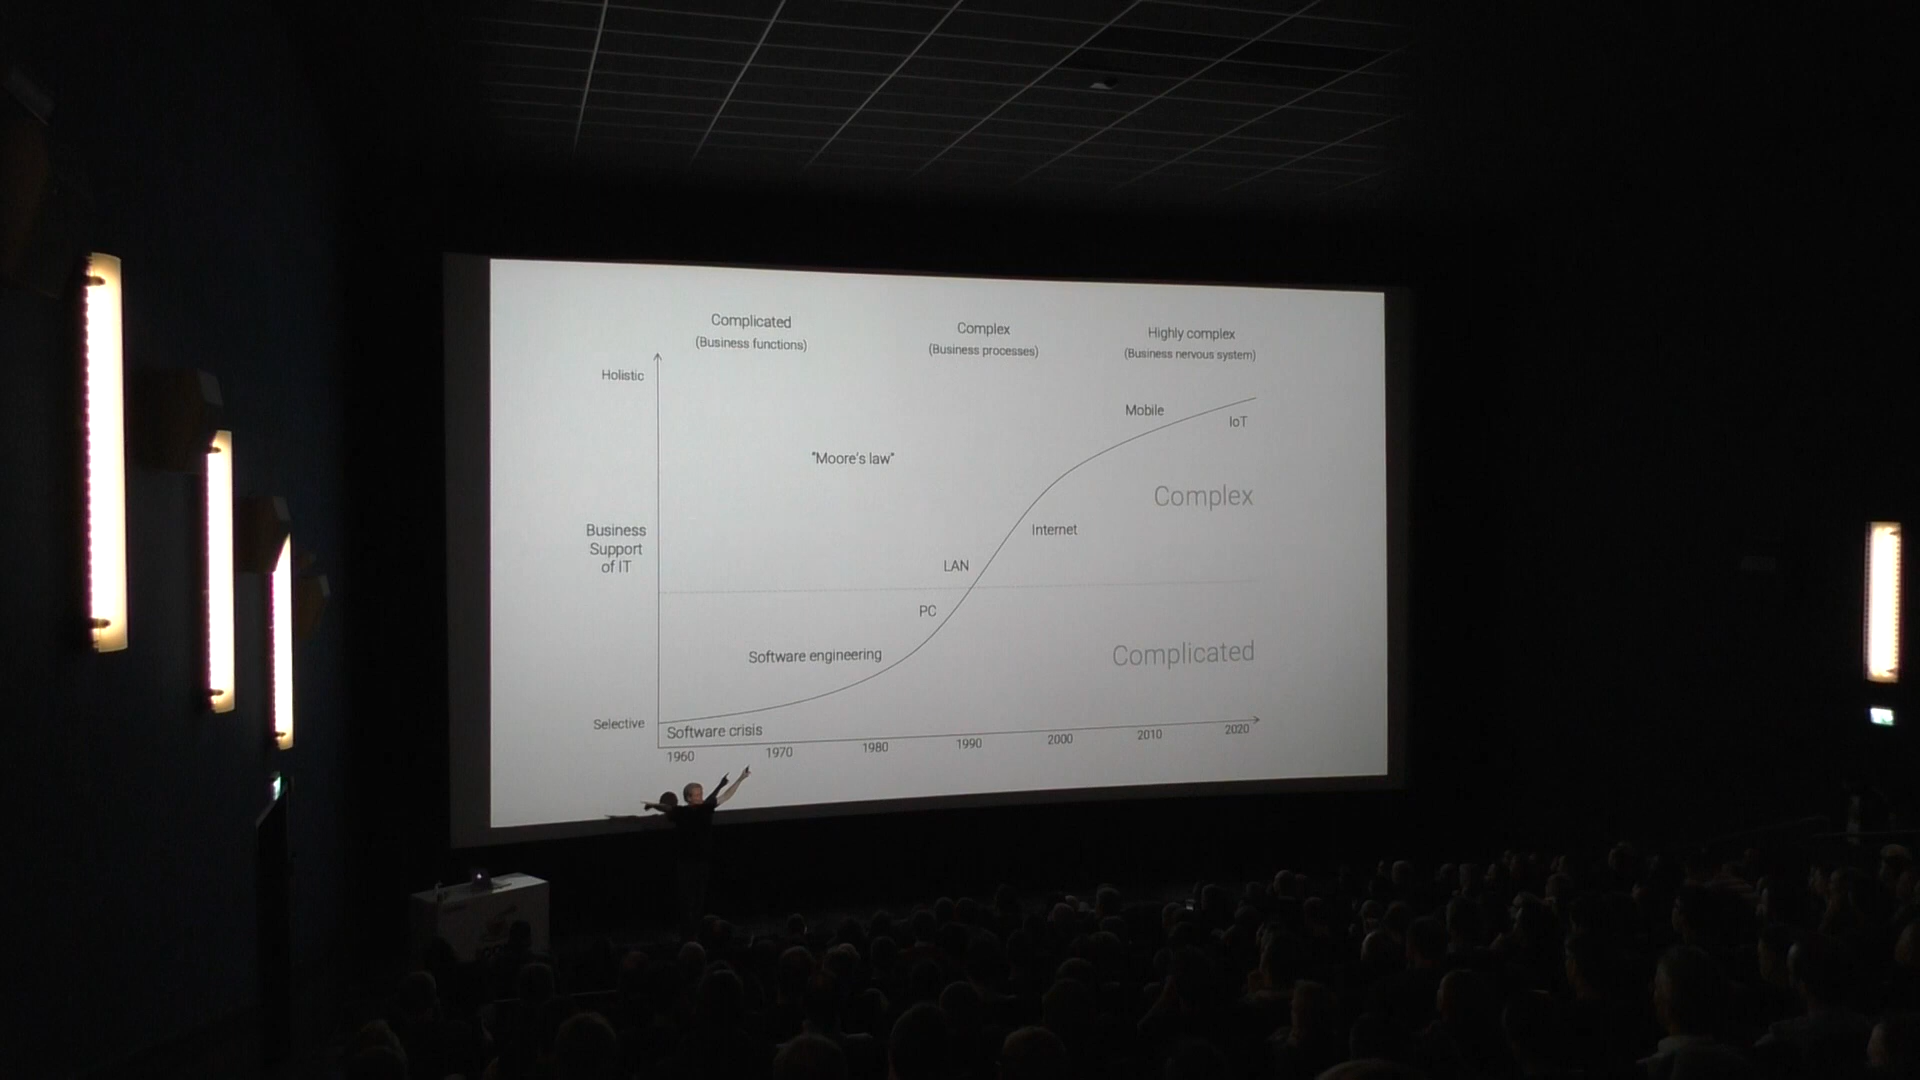 Complicated
(Business functions)
Complex
(Business processes)
Highly complex
(Business nervous system)
Holistic
Mobile
IoT
"Moore's law"
Complex
Business
Support
of IT
Internet
LAN
PC
Software engineering
Complicated
Selective
Software crisis
1960
1970
1980
1990
2000
2010
2020